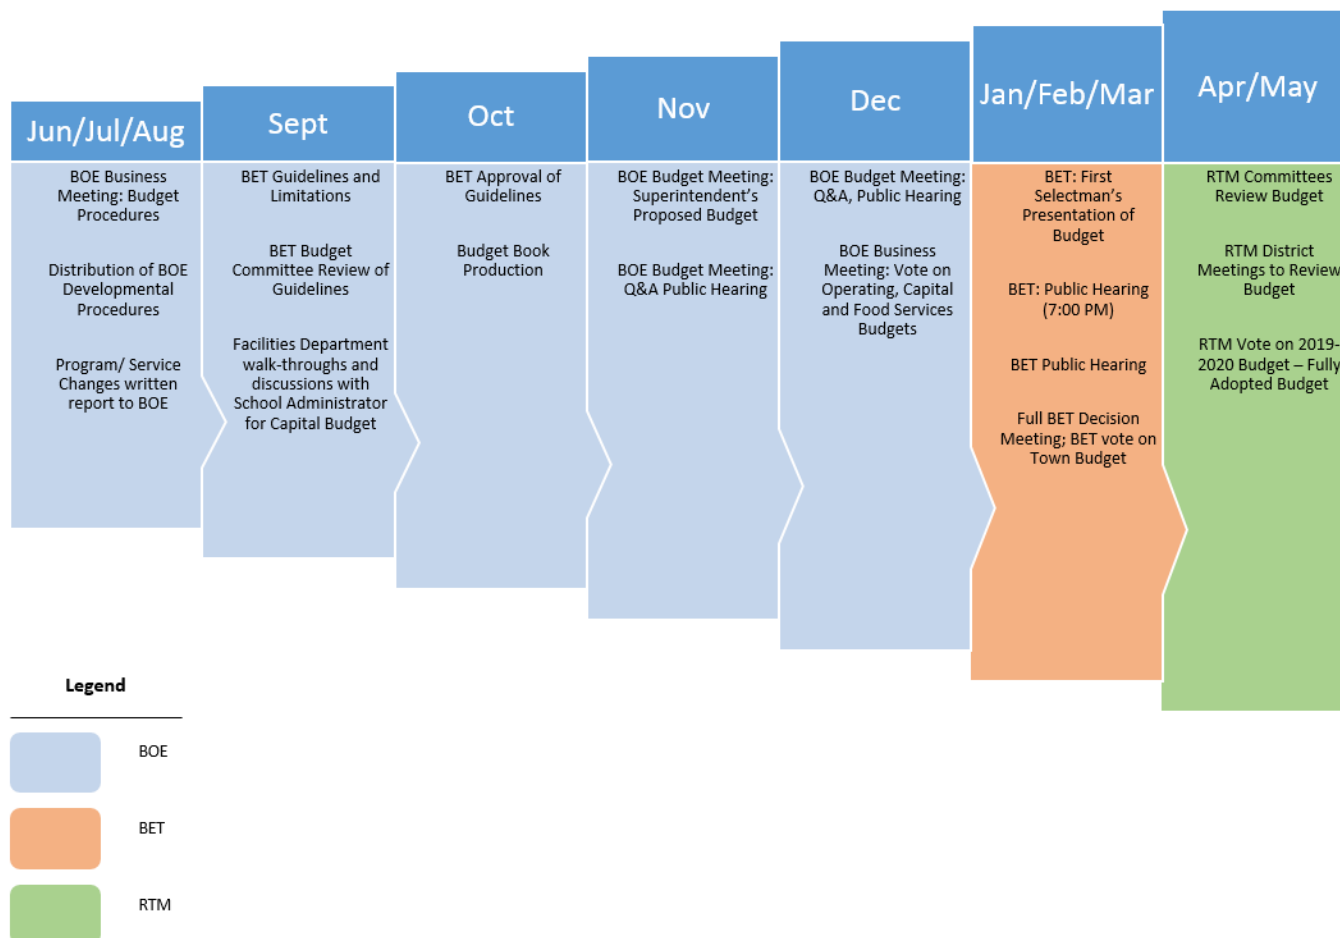 Jun/Jul/Aug
BOE Business
Meeting: Budget
Procedures
Distribution of BOE
Developmental
Procedures
Program/ Service
Changes written
report to BOE
Sept
BET Guidelines and
Limitations
BET Budget
Committee Review of
Guidelines
Facilities Department
walk-throughs and
discussions with
School Administrator
for Capital Budget
Oct
BET Approval of
Guidelines
Budget Book
Production
Nov
BOE Budget Meeting:
Superintendent's
Proposed Budget
BOE Budget Meeting:
Q&A Public Hearing
Dec
BOE Budget Meeting:
Q&A, Public Hearing
BOE Business
Meeting: Vote on
Operating, Capital
and Food Services
Budgets
Jan/Feb/Mar
BET: First
Selectman's
Presentation of
Budget
BET: Public Hearing
(7:00 PM)
BET Public Hearing
Full BET Decision
Meeting; BET vote on
Town Budget
Apr/May
RTM Committees
Review Budget
RTM District
Meetings to Review
Budget
RTM Vote on 2019-
2020 Budget – Fully
Adopted Budget
Legend
BOE
BET
RTM